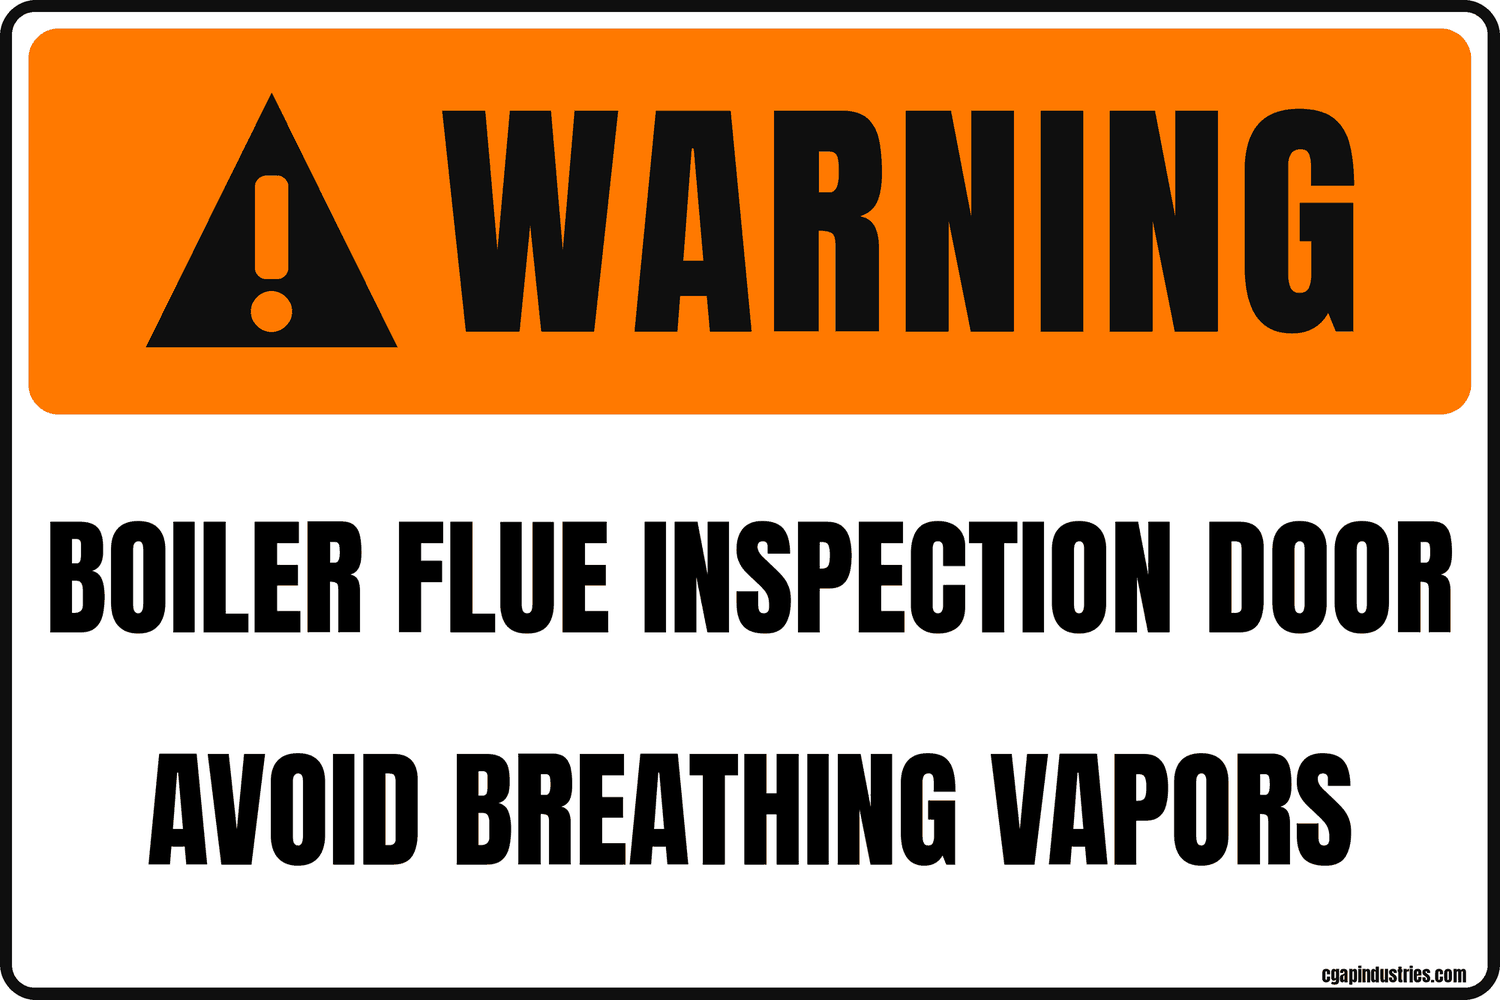 WARNING
BOILER FLUE INSPECTION DOOR
AVOID BREATHING VAPORS
cgapindustries.com